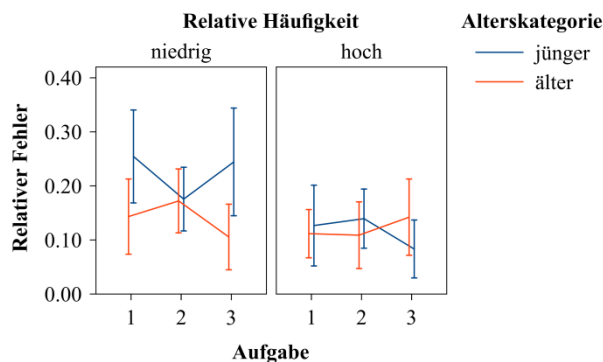 Relative Häufigkeit
niedrig
hoch
Alterskategorie
jünger
älter
Relativer Fehler
0.40
0.30
0.20
0.10
0.00
1 2 3
1 2 3
Aufgabe